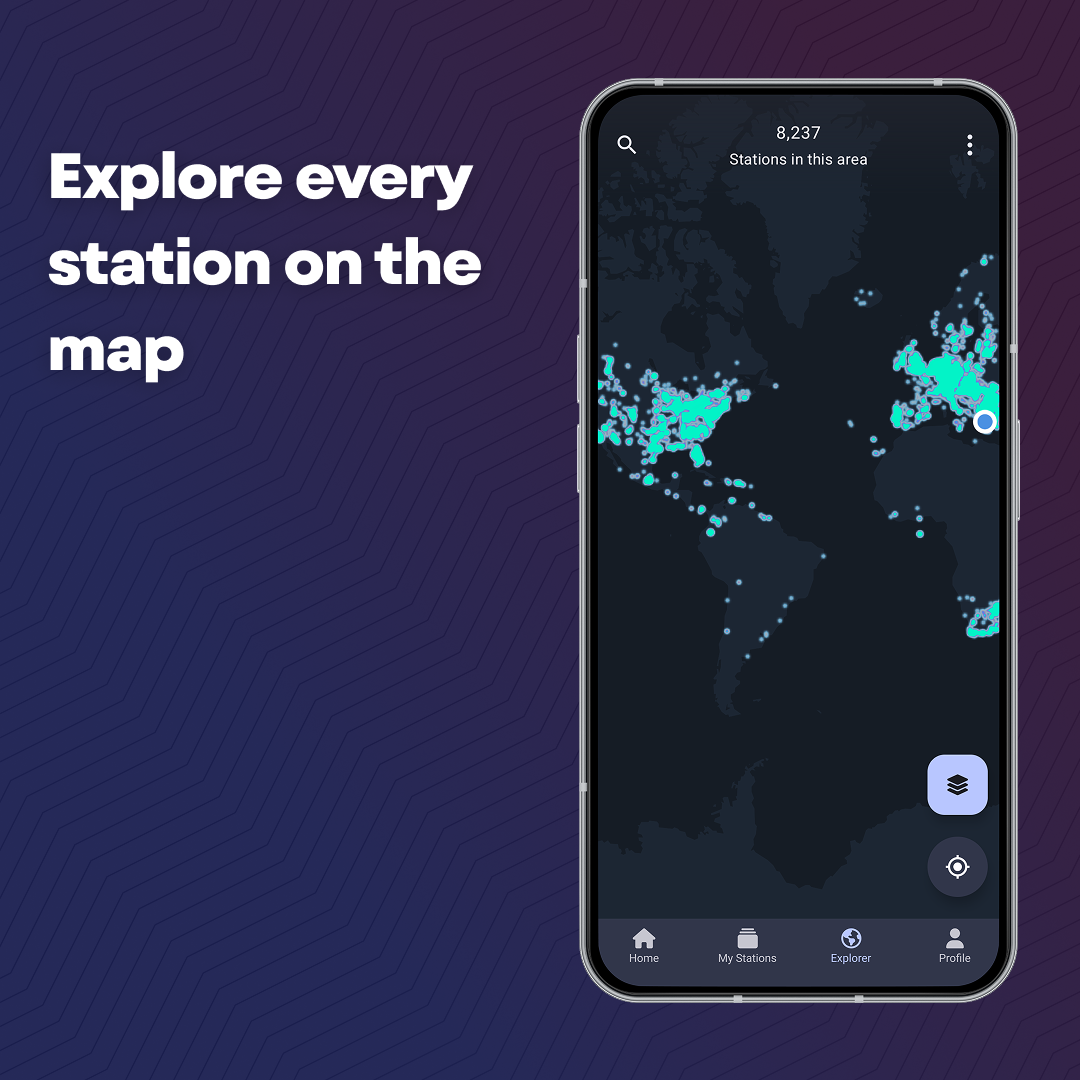 Explore every
station on the
map
8,237
Stations in this area
Home
My Stations
Explorer
Profile